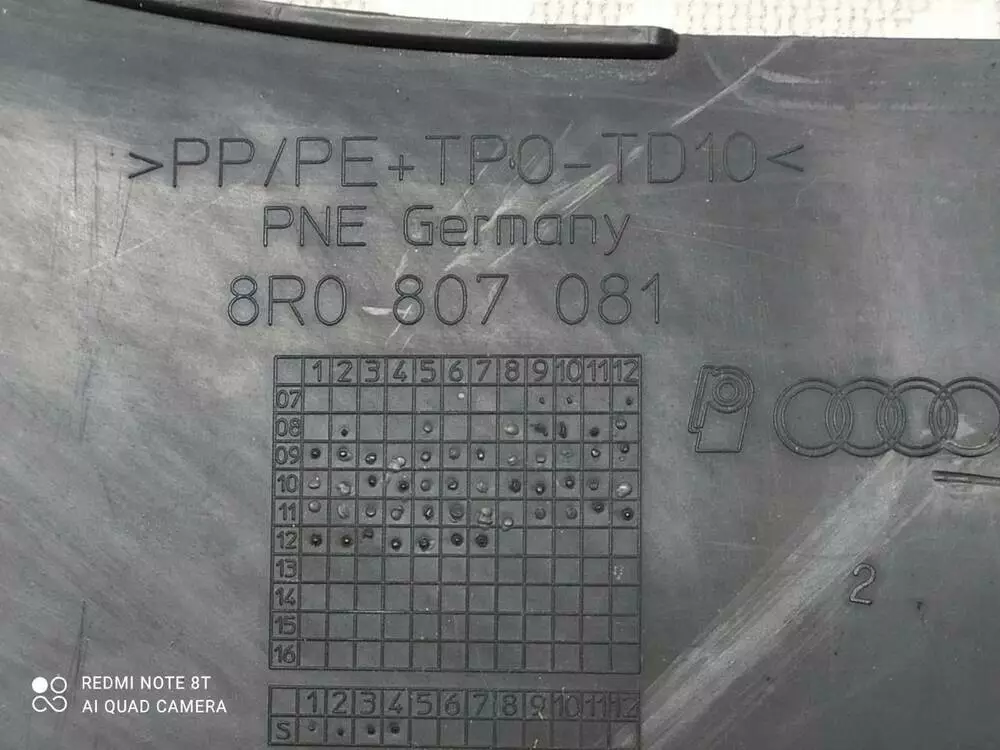 >PP/PE+TPO-TD10<
PNE Germany
8R0 807 081
1 2 3 4 5 6 7 8 9 10 11 12
07
08
09
10
11
12
13
14
15
16
2
1 2 3 4 5 6 7 8 9 10 11 12
S
REDMI NOTE 8T
AI QUAD CAMERA